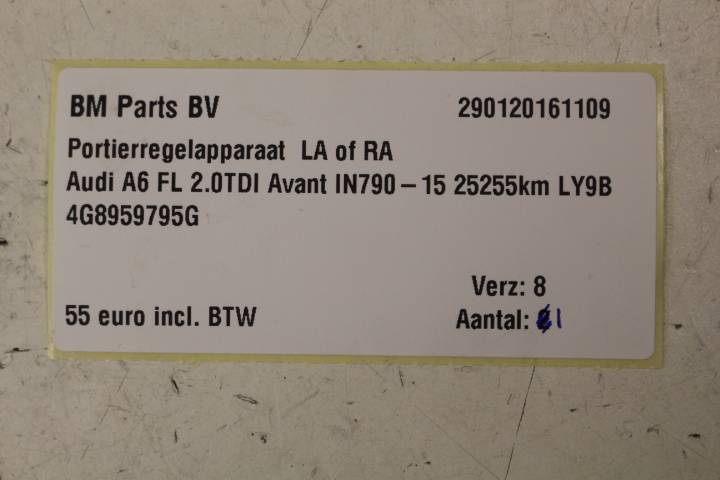 BM Parts BV 290120161109
Portierregelapparaat LA of RA
Audi A6 FL 2.0TDI Avant IN790-15 25255km LY9B
4G8959795G
Verz: 8
55 euro incl. BTW Aantal: 1